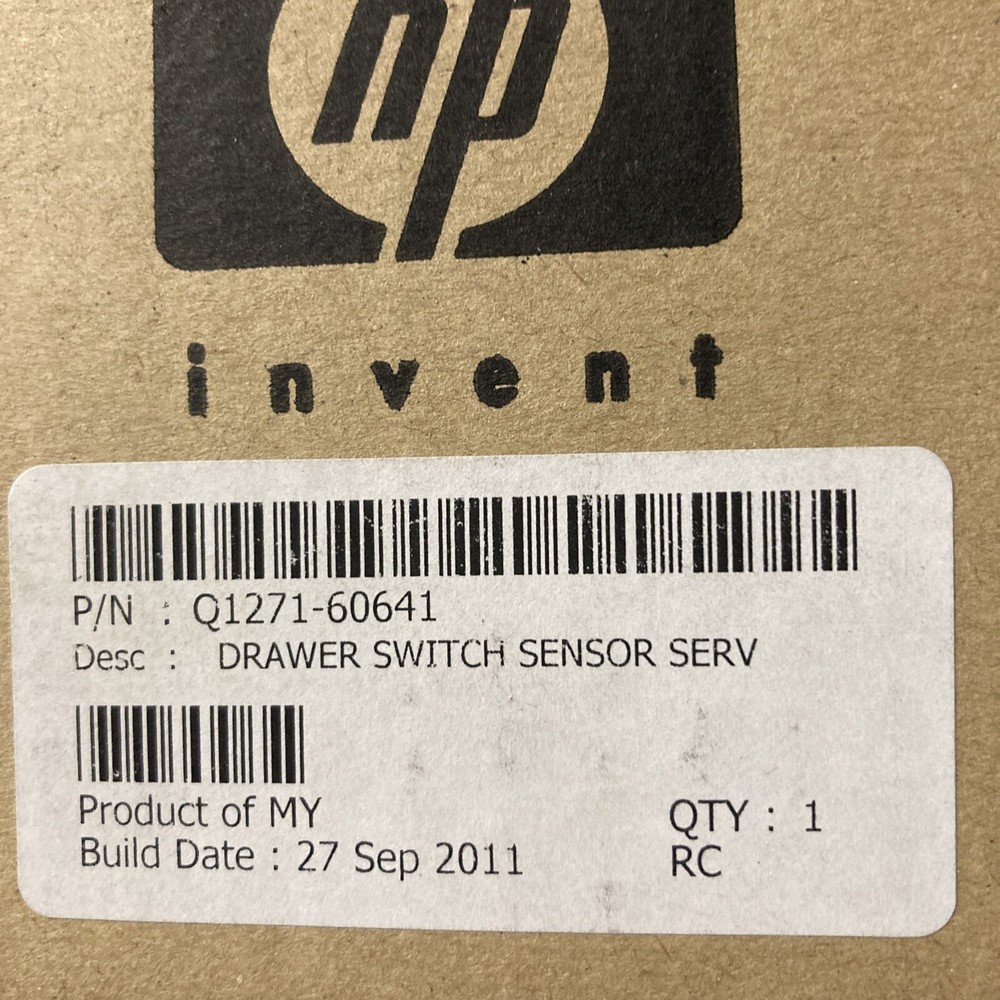 hp
invent
P/N : Q1271-60641
Desc : DRAWER SWITCH SENSOR SERV
Product of MY
Build Date : 27 Sep 2011
QTY : 1
RC